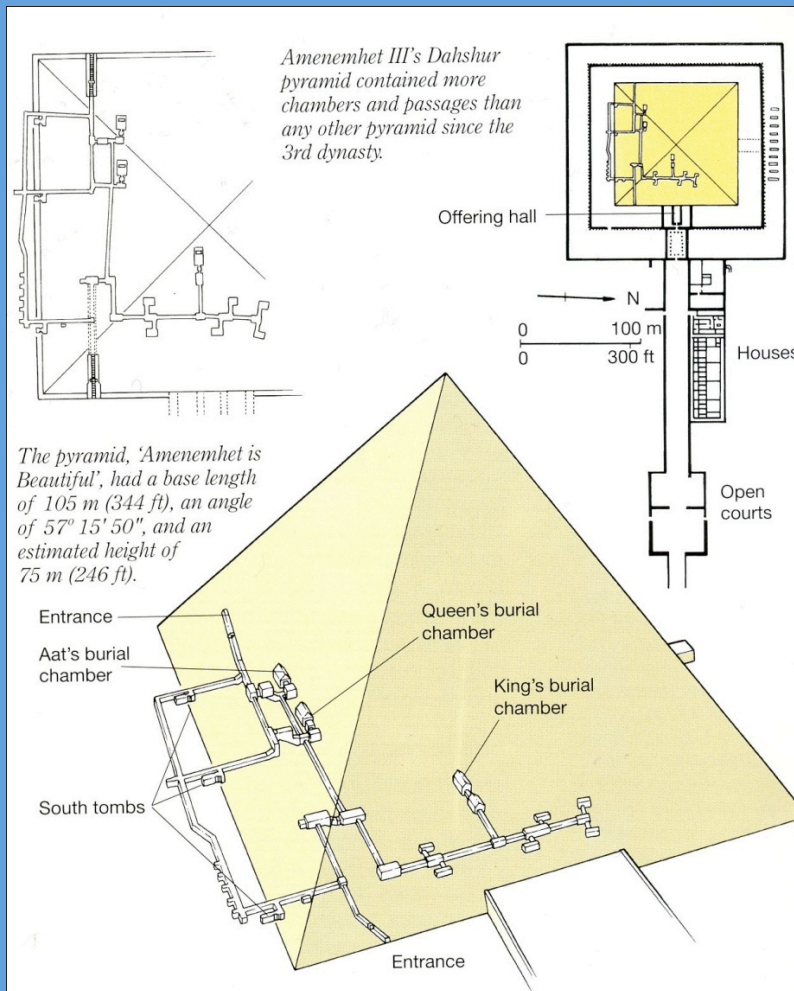 Amenemhet III's Dahshur
pyramid contained more
chambers and passages than
any other pyramid since the
3rd dynasty.
Offering hall
N
0 100 m
0 300 ft
Houses
Open
courts
The pyramid, 'Amenemhet is
Beautiful', had a base length
of 105 m (344 ft), an angle
of 57° 15' 50", and an
estimated height of
75 m (246 ft).
Entrance
Aat's burial
chamber
Queen's burial
chamber
King's burial
chamber
South tombs
Entrance